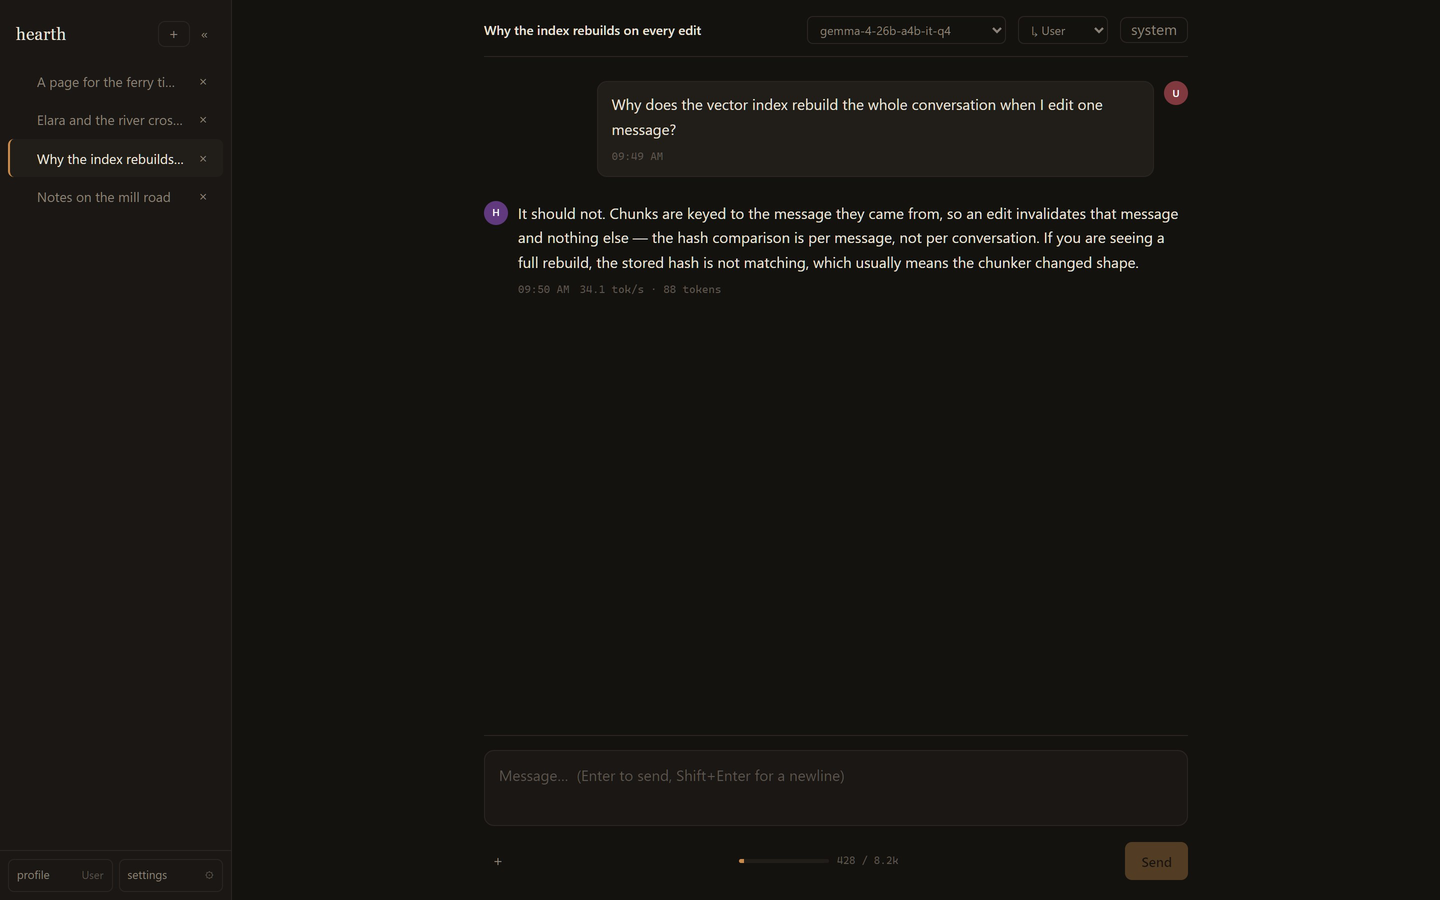 hearth
+
«
A page for the ferry ti...
×
Elara and the river cros...
×
Why the index rebuilds...
×
Notes on the mill road
×
profile
User
settings
Why the index rebuilds on every edit
gemma-4-26b-a4b-it-q4
I, User
system
Why does the vector index rebuild the whole conversation when I edit one
message?
09:49 AM
U
H
It should not. Chunks are keyed to the message they came from, so an edit invalidates that message
and nothing else — the hash comparison is per message, not per conversation. If you are seeing a
full rebuild, the stored hash is not matching, which usually means the chunker changed shape.
09:50 AM 34.1 tok/s · 88 tokens
Message... (Enter to send, Shift+Enter for a newline)
+
428 / 8.2k
Send